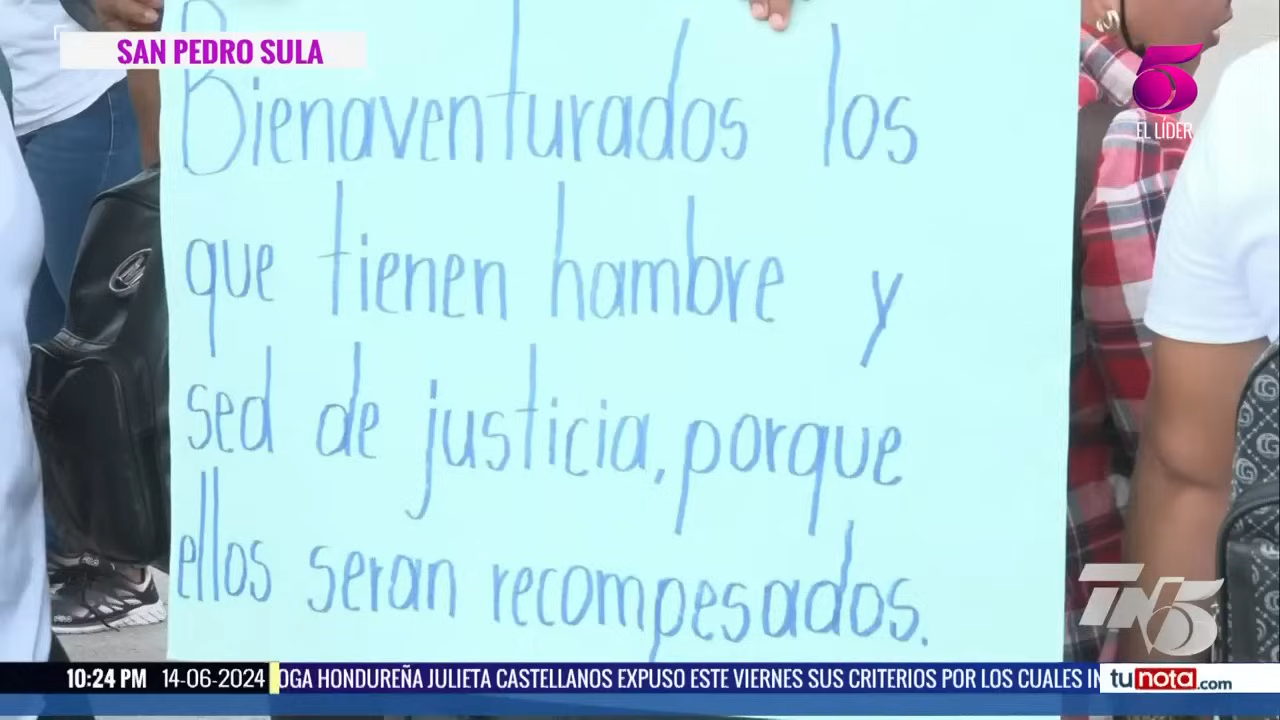 SAN PEDRO SULA
5
EL LÍDER
Bienaventurados los
que tienen hambre y
sed de justicia, porque
ellos seran recompesados.
TN5
10:24 PM 14-06-2024 OGA HONDUREÑA JULIETA CASTELLANOS EXPUSO ESTE VIERNES SUS CRITERIOS POR LOS CUALES IN tunota.com